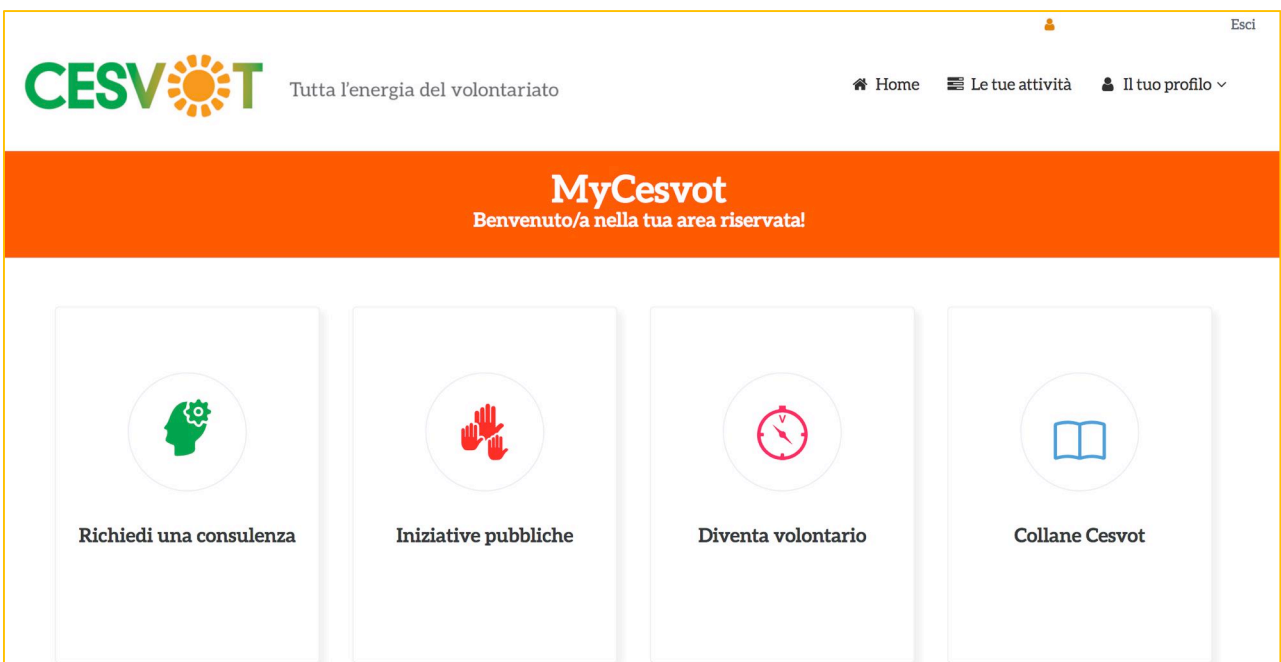 Esci
CESVOT
Tutta l'energia del volontariato
Home
Le tue attività
Il tuo profilo
MyCesvot
Benvenuto/a nella tua area riservata!
Richiedi una consulenza
Iniziative pubbliche
V
Diventa volontario
Collane Cesvot